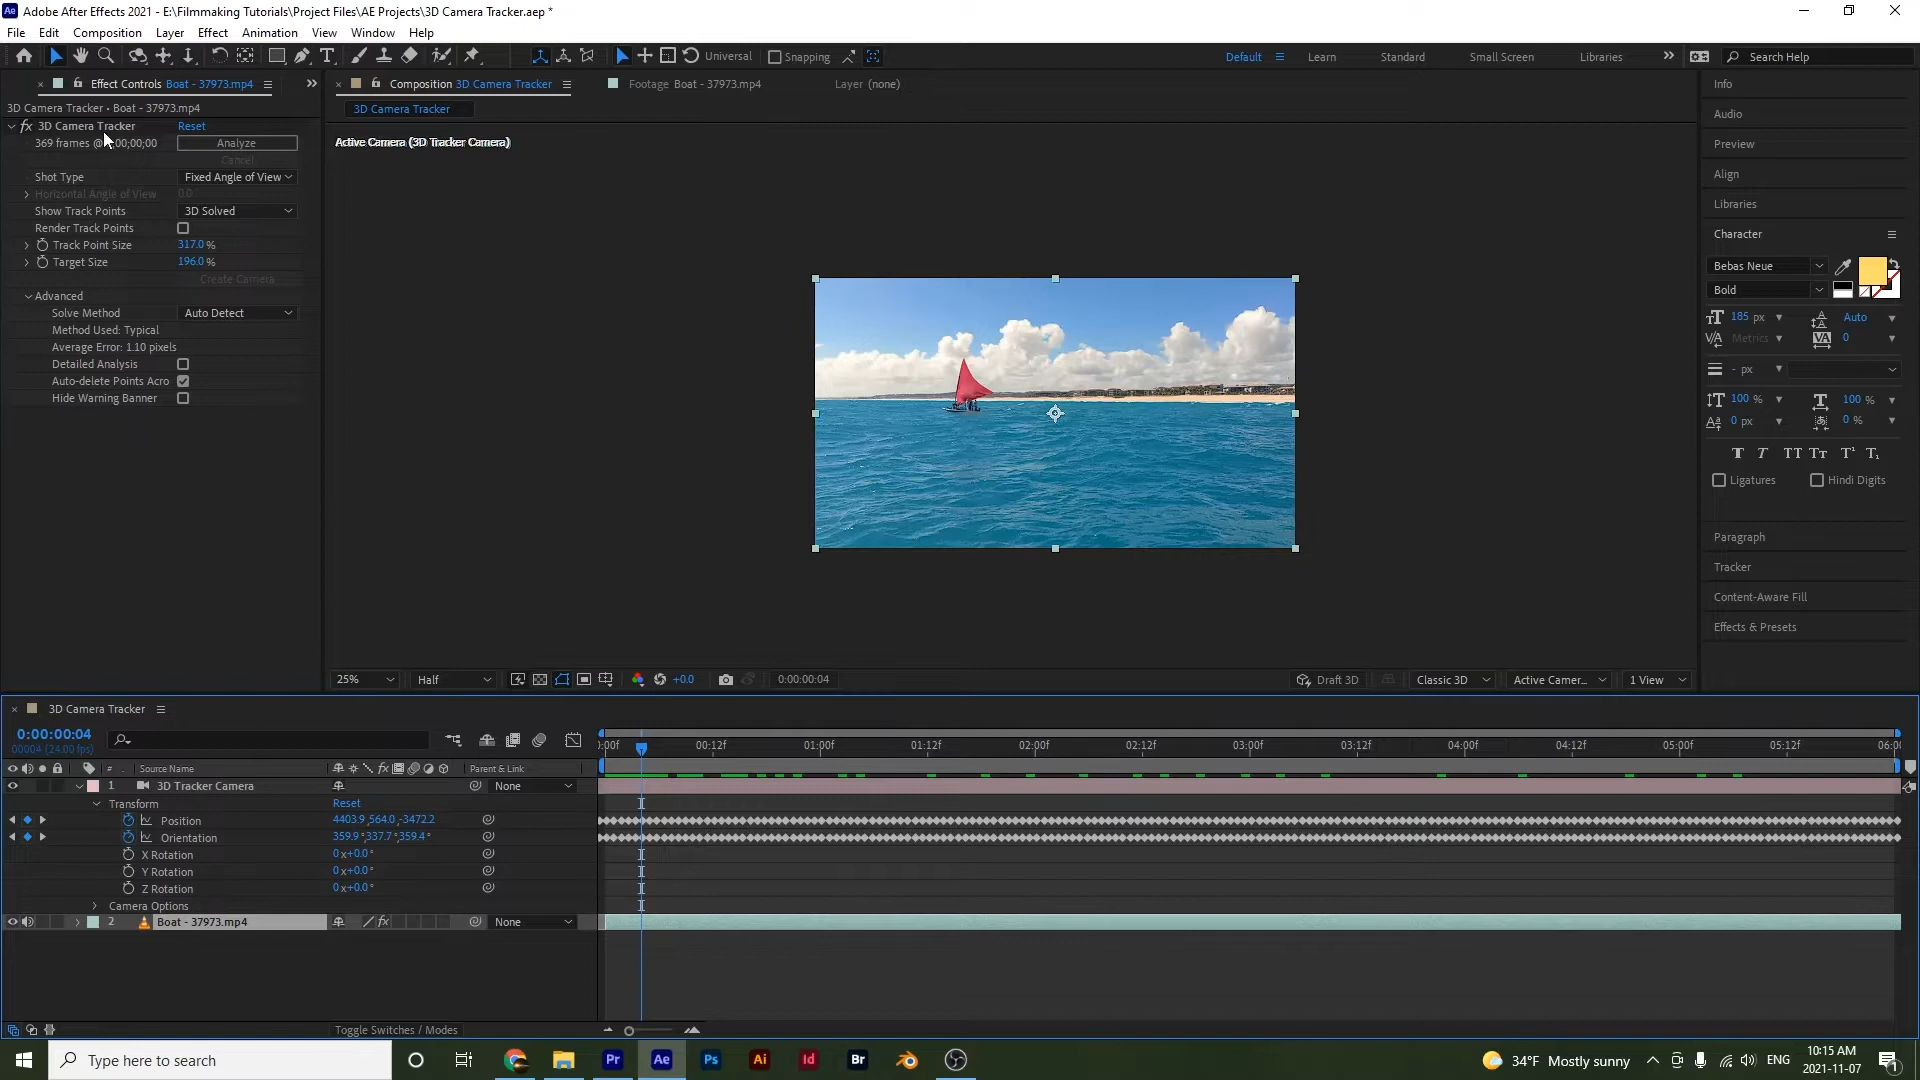 Adobe After Effects 2021 - E:\Filmmaking Tutorials\Project Files\AE Projects\3D Camera Tracker.aep *
File Edit Composition Layer Effect Animation View Window Help
Universal Snapping Default Learn Standard Small Screen Libraries Search Help
Effect Controls Boat - 37973.mp4
Composition 3D Camera Tracker
Footage Boat - 37973.mp4
Layer (none)
3D Camera Tracker • Boat - 37973.mp4
3D Camera Tracker
3D Camera Tracker Reset
369 frames @ Analyze
Cancel
Shot Type Fixed Angle of View
Horizontal Angle of View 0.0
Show Track Points 3D Solved
Render Track Points
Track Point Size 317.0 %
Target Size 196.0 %
Create Camera
Advanced
Solve Method Auto Detect
Method Used: Typical
Average Error: 1.10 pixels
Detailed Analysis
Auto-delete Points Acro
Hide Warning Banner
Active Camera (3D Tracker Camera)
25% Half +0.0 0:00:00:04 Draft 3D Classic 3D Active Camer... 1 View
Info
Audio
Preview
Align
Libraries
Character
Bebas Neue
Bold
185 px Auto
Metrics 0
- px
100 % 100 %
0 px 0 %
T T TT Tt T¹ T₁
Ligatures Hindi Digits
Paragraph
Tracker
Content-Aware Fill
Effects & Presets
3D Camera Tracker
0:00:00:04
00004 (24.00 fps)
:00f 00:12f 01:00f 01:12f 02:00f 02:12f 03:00f 03:12f 04:00f 04:12f 05:00f 05:12f 06:0
# Source Name Parent & Link
1 3D Tracker Camera None
Transform Reset
Position 4403.9,564.0,-3472.2
Orientation 359.9°,337.7°,359.4°
X Rotation 0x+0.0°
Y Rotation 0x+0.0°
Z Rotation 0x+0.0°
Camera Options
2 Boat - 37973.mp4 None
Toggle Switches / Modes
Type here to search
Pr Ae Ps Ai Id Br
34°F Mostly sunny ENG
10:15 AM
2021-11-07
1